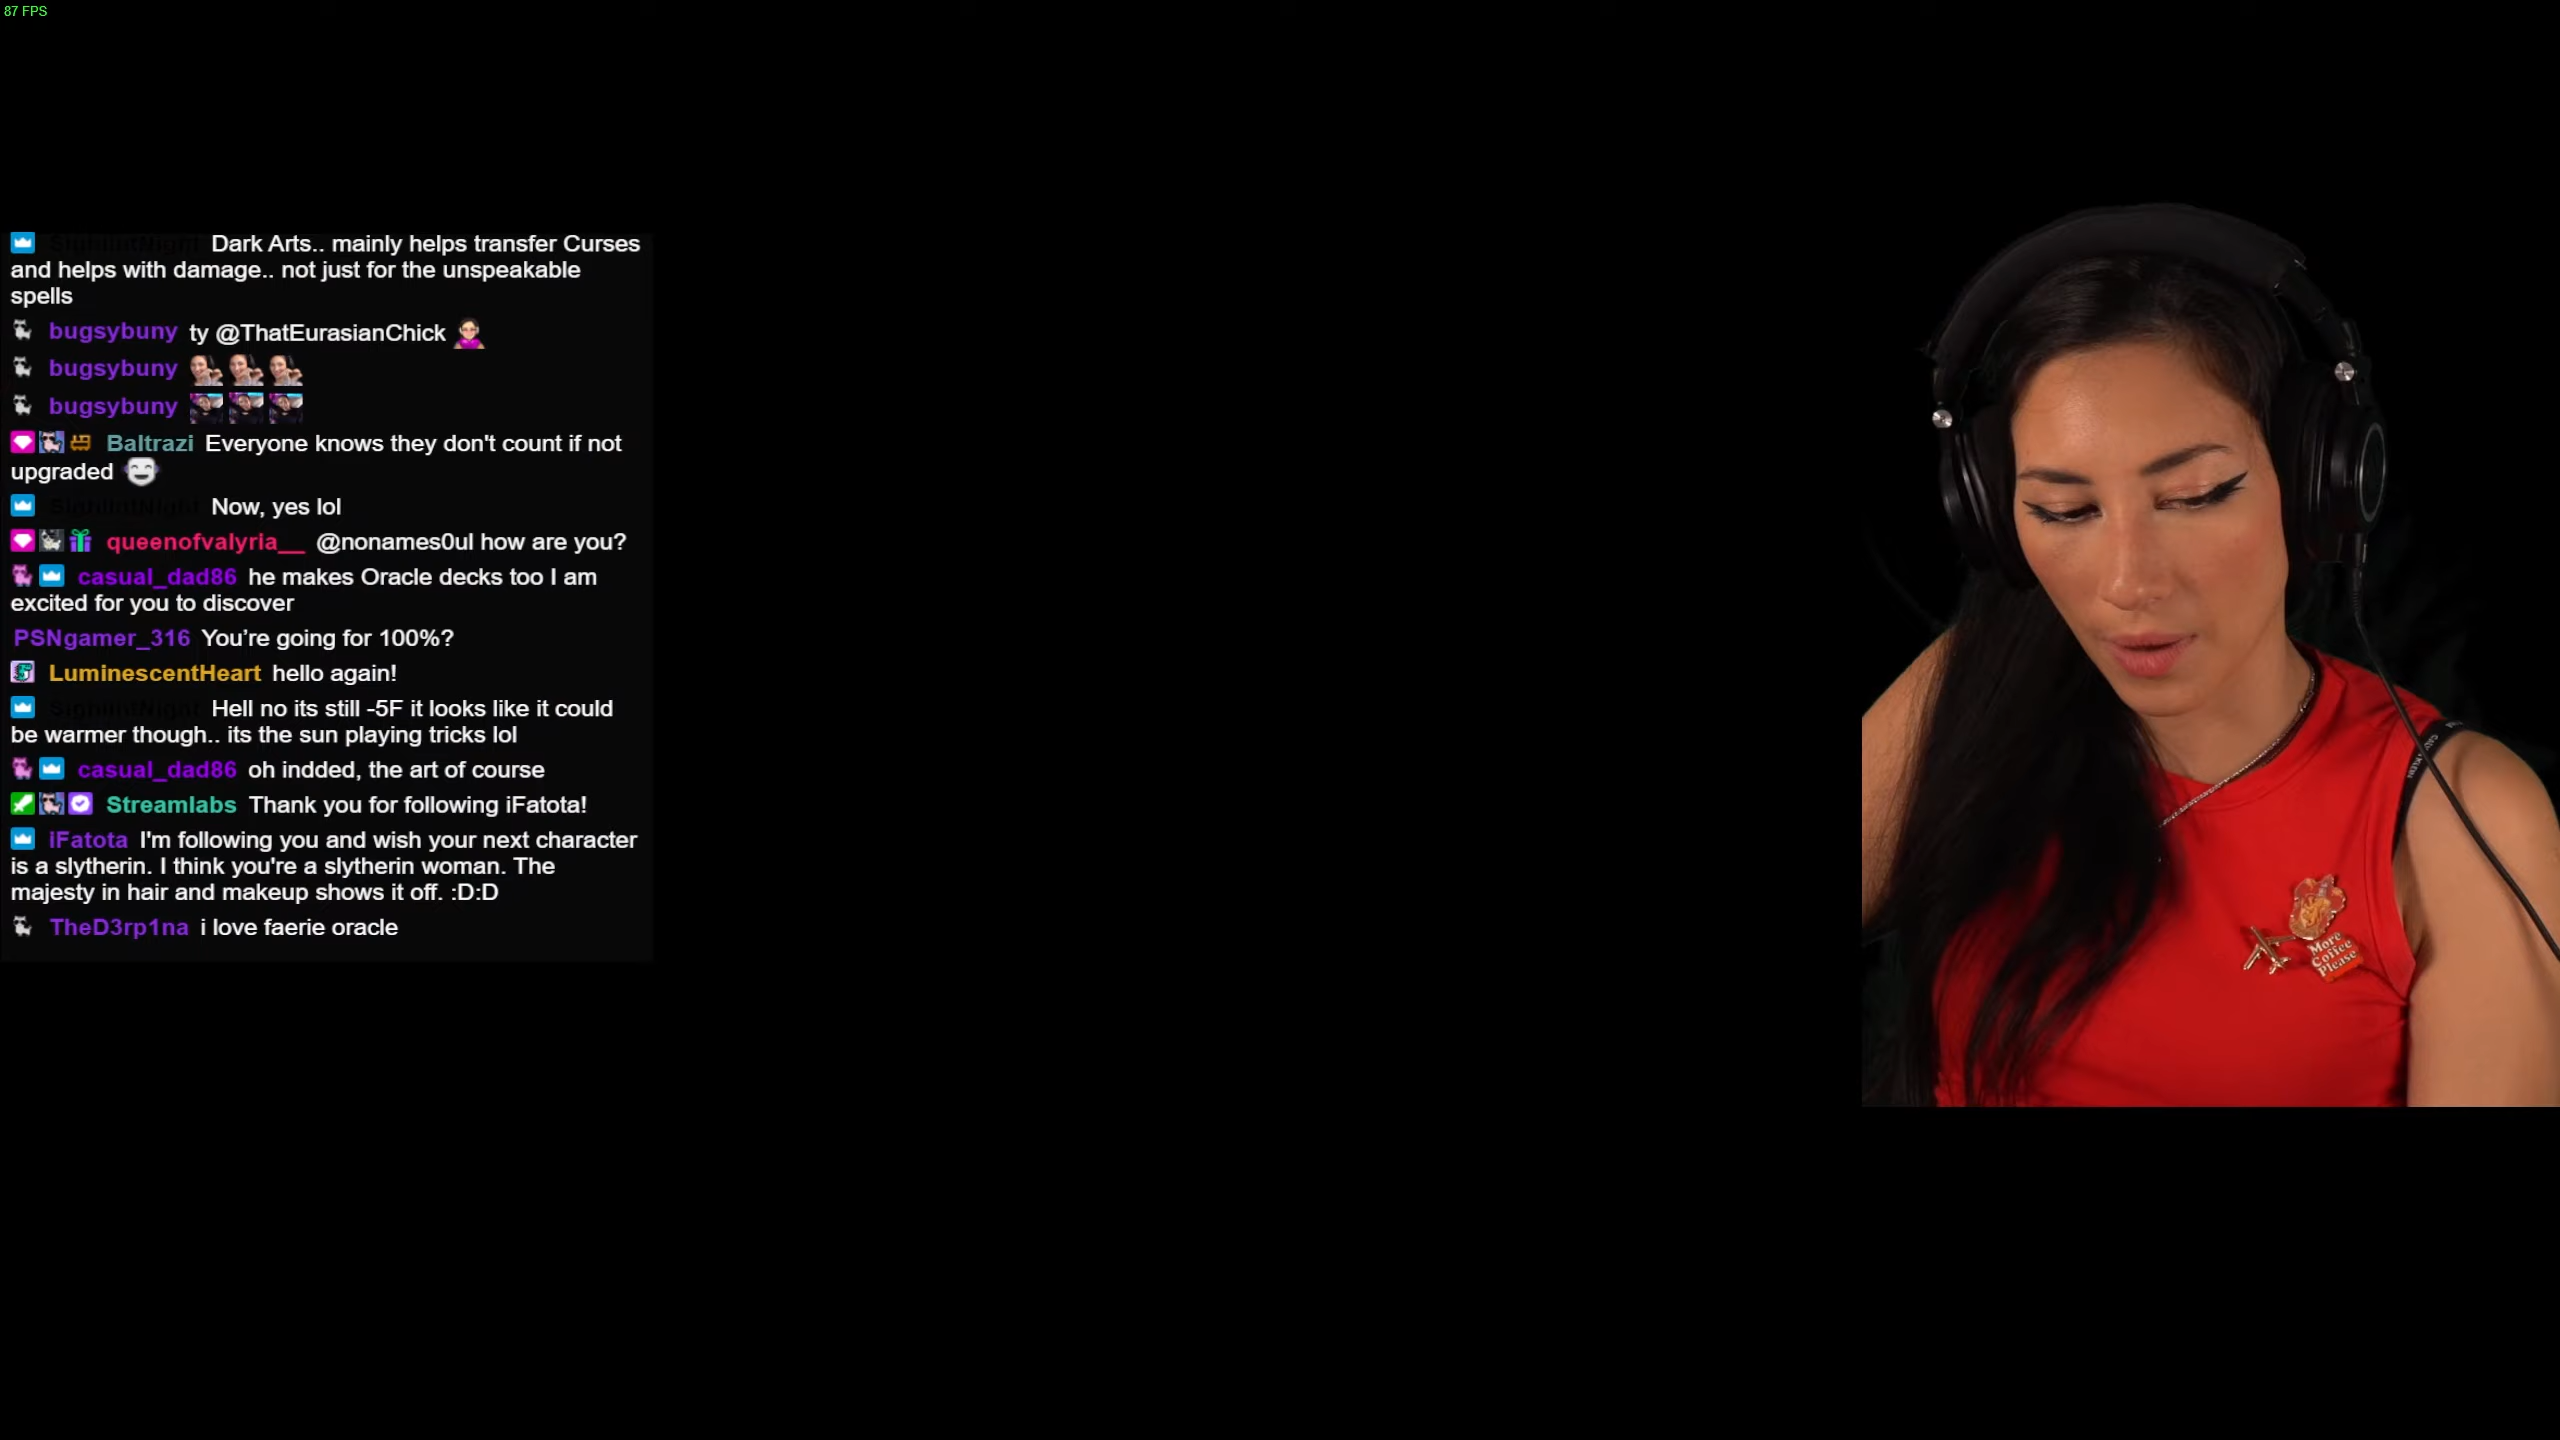 87 FPS
Dark Arts.. mainly helps transfer Curses
and helps with damage.. not just for the unspeakable
spells
bugsybuny ty @ThatEurasianChick
bugsybuny
bugsybuny
Baltrazi Everyone knows they don't count if not
upgraded
Now, yes lol
queenofvalyria__ @nonames0ul how are you?
casual_dad86 he makes Oracle decks too I am
excited for you to discover
PSNgamer_316 You’re going for 100%?
LuminescentHeart hello again!
Hell no its still -5F it looks like it could
be warmer though.. its the sun playing tricks lol
casual_dad86 oh indded, the art of course
Streamlabs Thank you for following iFatota!
iFatota I'm following you and wish your next character
is a slytherin. I think you're a slytherin woman. The
majesty in hair and makeup shows it off. :D:D
TheD3rp1na i love faerie oracle
More
Coffee
Please